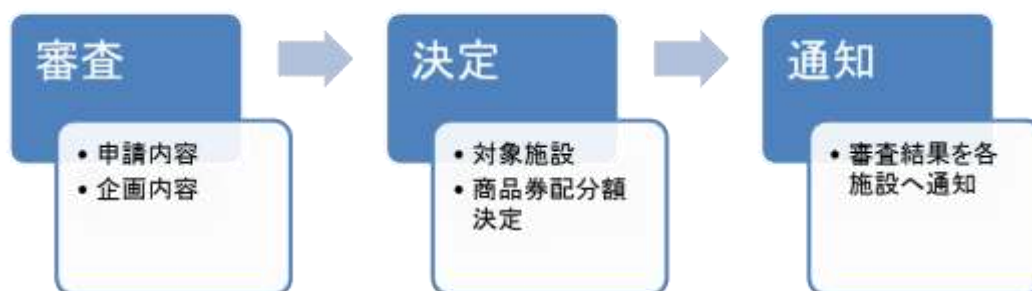 審査
• 申請内容
• 企画内容
決定
• 対象施設
• 商品券配分額
決定
通知
• 審査結果を各
施設へ通知